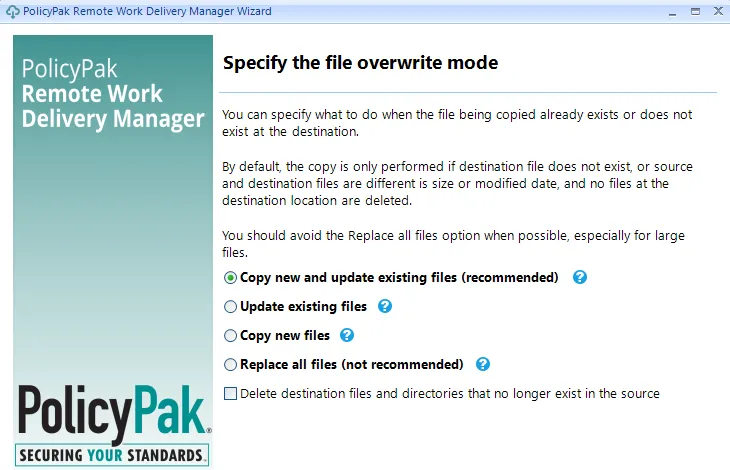 PolicyPak Remote Work Delivery Manager Wizard
PolicyPak
Remote Work
Delivery Manager
Specify the file overwrite mode
You can specify what to do when the file being copied already exists or does not
exist at the destination.
By default, the copy is only performed if destination file does not exist, or source
and destination files are different is size or modified date, and no files at the
destination location are deleted.
You should avoid the Replace all files option when possible, especially for large
files.
Copy new and update existing files (recommended) ?
Update existing files ?
Copy new files ?
Replace all files (not recommended) ?
Delete destination files and directories that no longer exist in the source
PolicyPak®
SECURING YOUR STANDARDS.